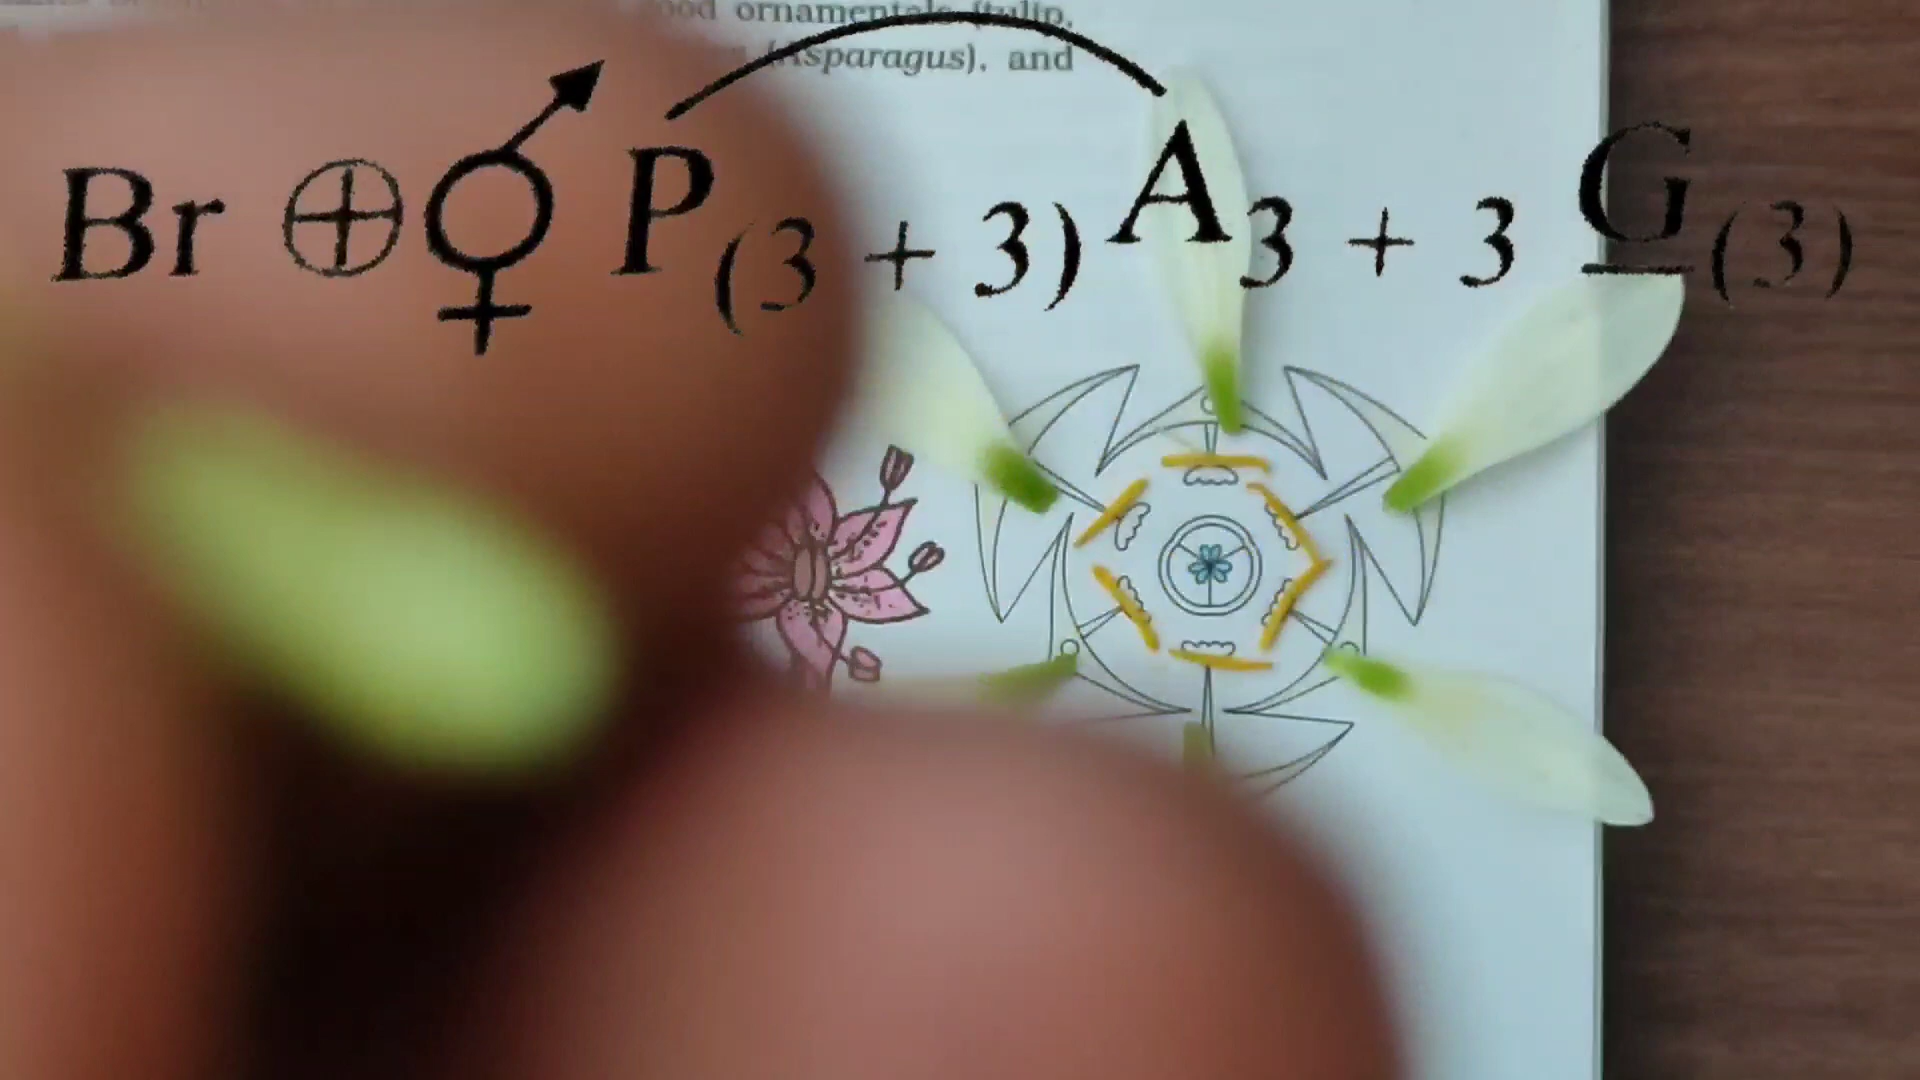 ornamentals (tulip,
(Asparagus), and
Br ⊕ ⚥ P(3 + 3) A3 + 3 G(3)